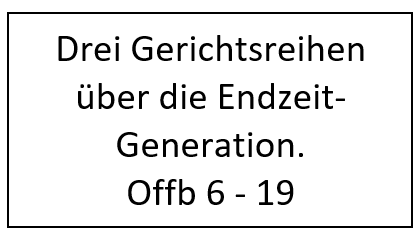 Drei Gerichtsreihen
über die Endzeit-
Generation.
Offb 6 - 19